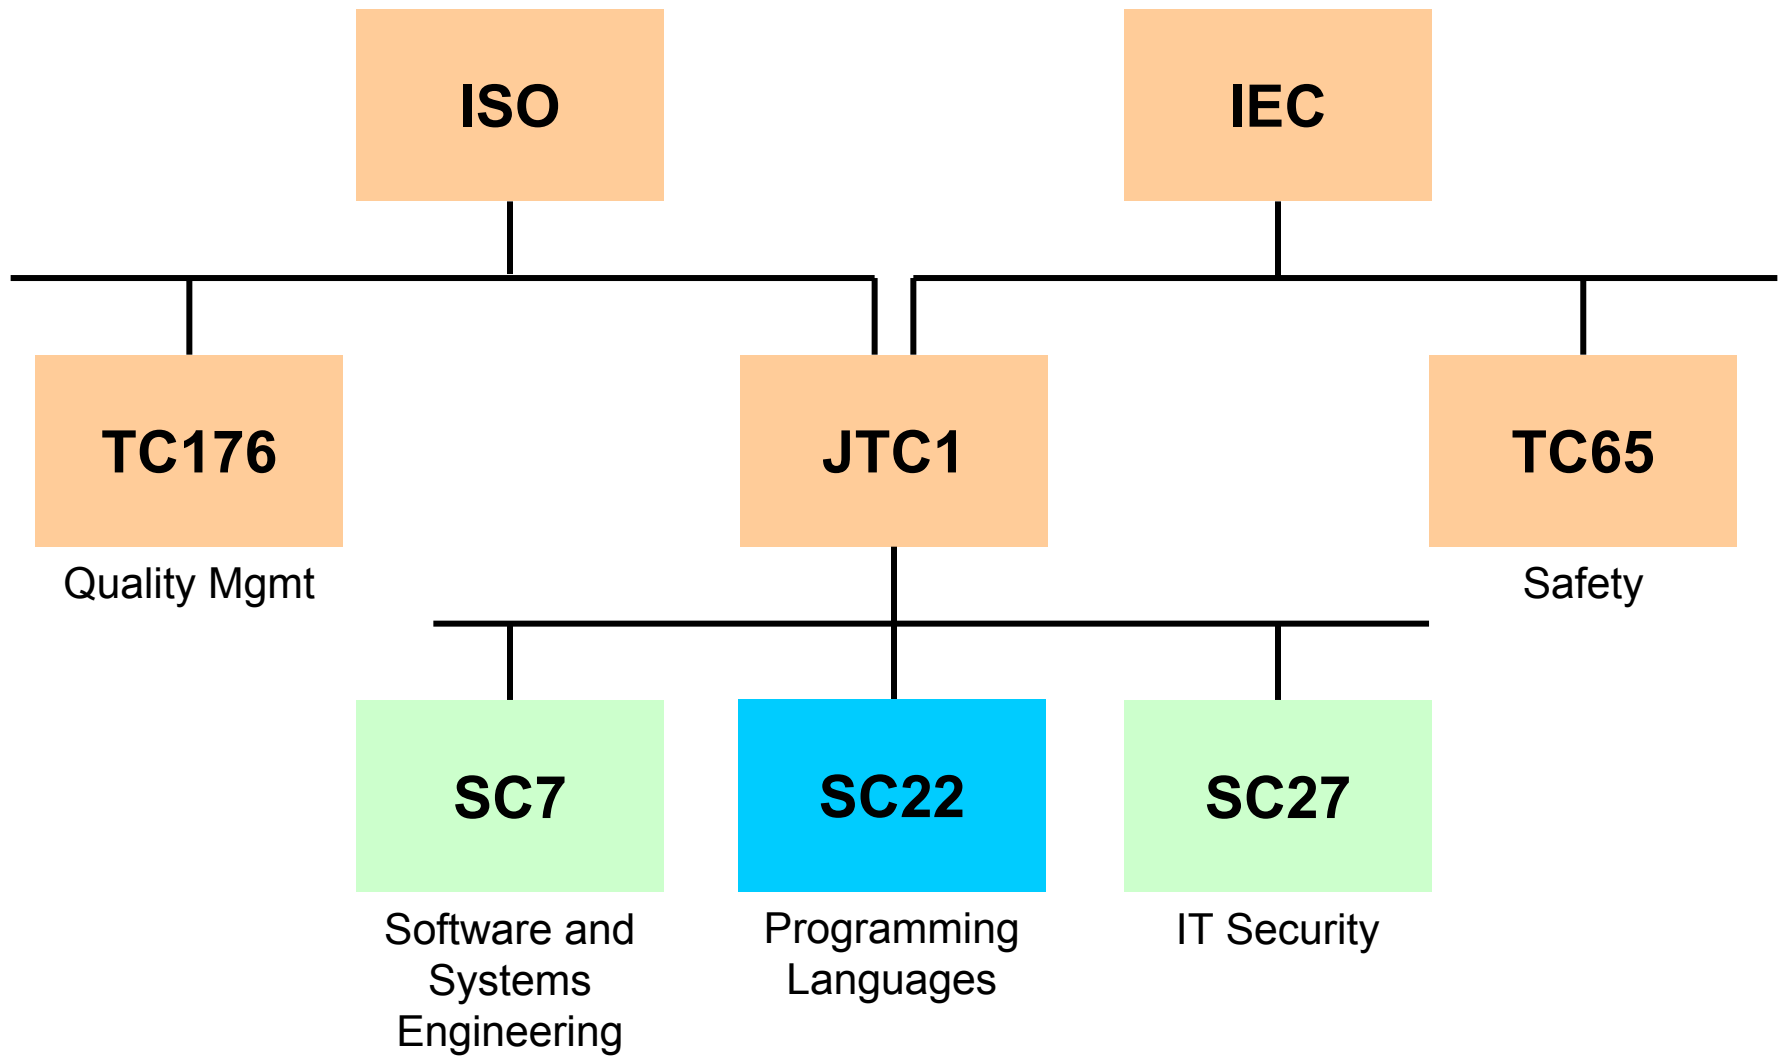 ISO
IEC
TC176
JTC1
TC65
Quality Mgmt
Safety
SC7
SC22
SC27
Software and
Systems
Engineering
Programming
Languages
IT Security